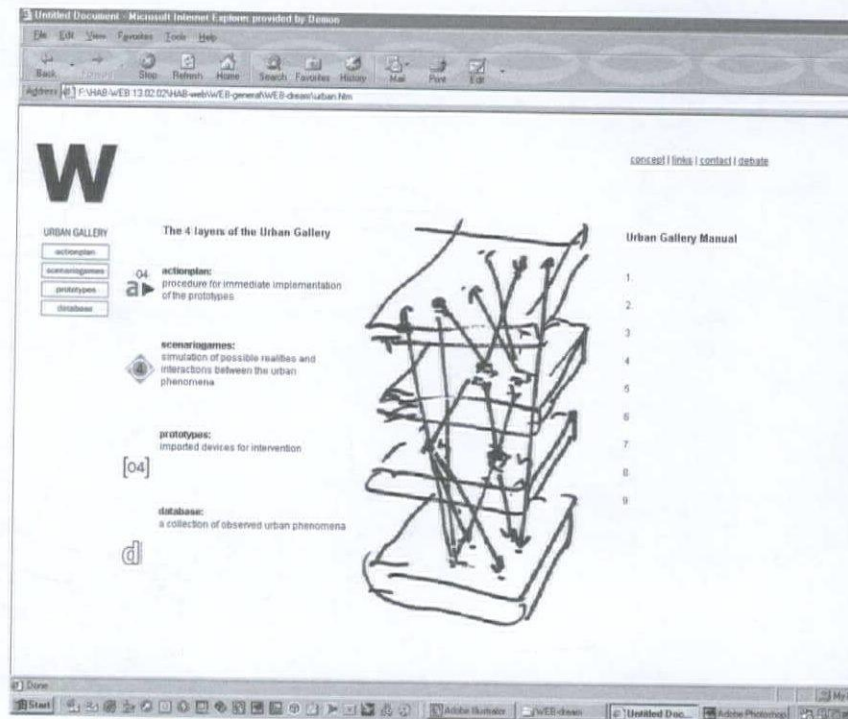 Untitled Document - Microsoft Internet Explorer provided by Demon
File Edit View Favorites Tools Help
Back Forward Stop Refresh Home Search Favorites History Mail Print Edit
Address F:\HAB-WEB 13.02.02\HAB-web\WEB-general\WEB-dream\urban.htm
W
concept | links | contact | debate
URBAN GALLERY
actionplan
scenariogames
prototypes
database
The 4 layers of the Urban Gallery
04
a
actionplan:
procedure for immediate implementation
of the prototypes
4
scenariogames:
simulation of possible realities and
interactions between the urban
phenomena
[04]
prototypes:
imported devices for intervention
d
database:
a collection of observed urban phenomena
Urban Gallery Manual
1.
2.
3
4
5
6
7
8
9
Done
My
Start Adobe Illustrator WEB-dream Untitled Doc... Adobe Photoshop